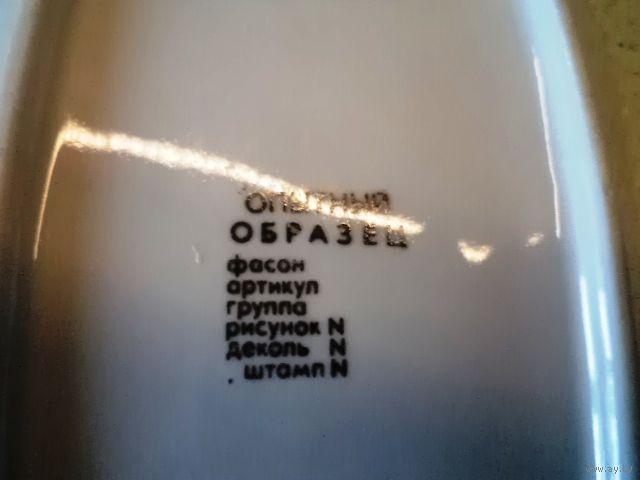 ОПЫТНЫЙ
ОБРАЗЕЦ
фасон
артикул
группа
рисунок N
деколь N
штамп N